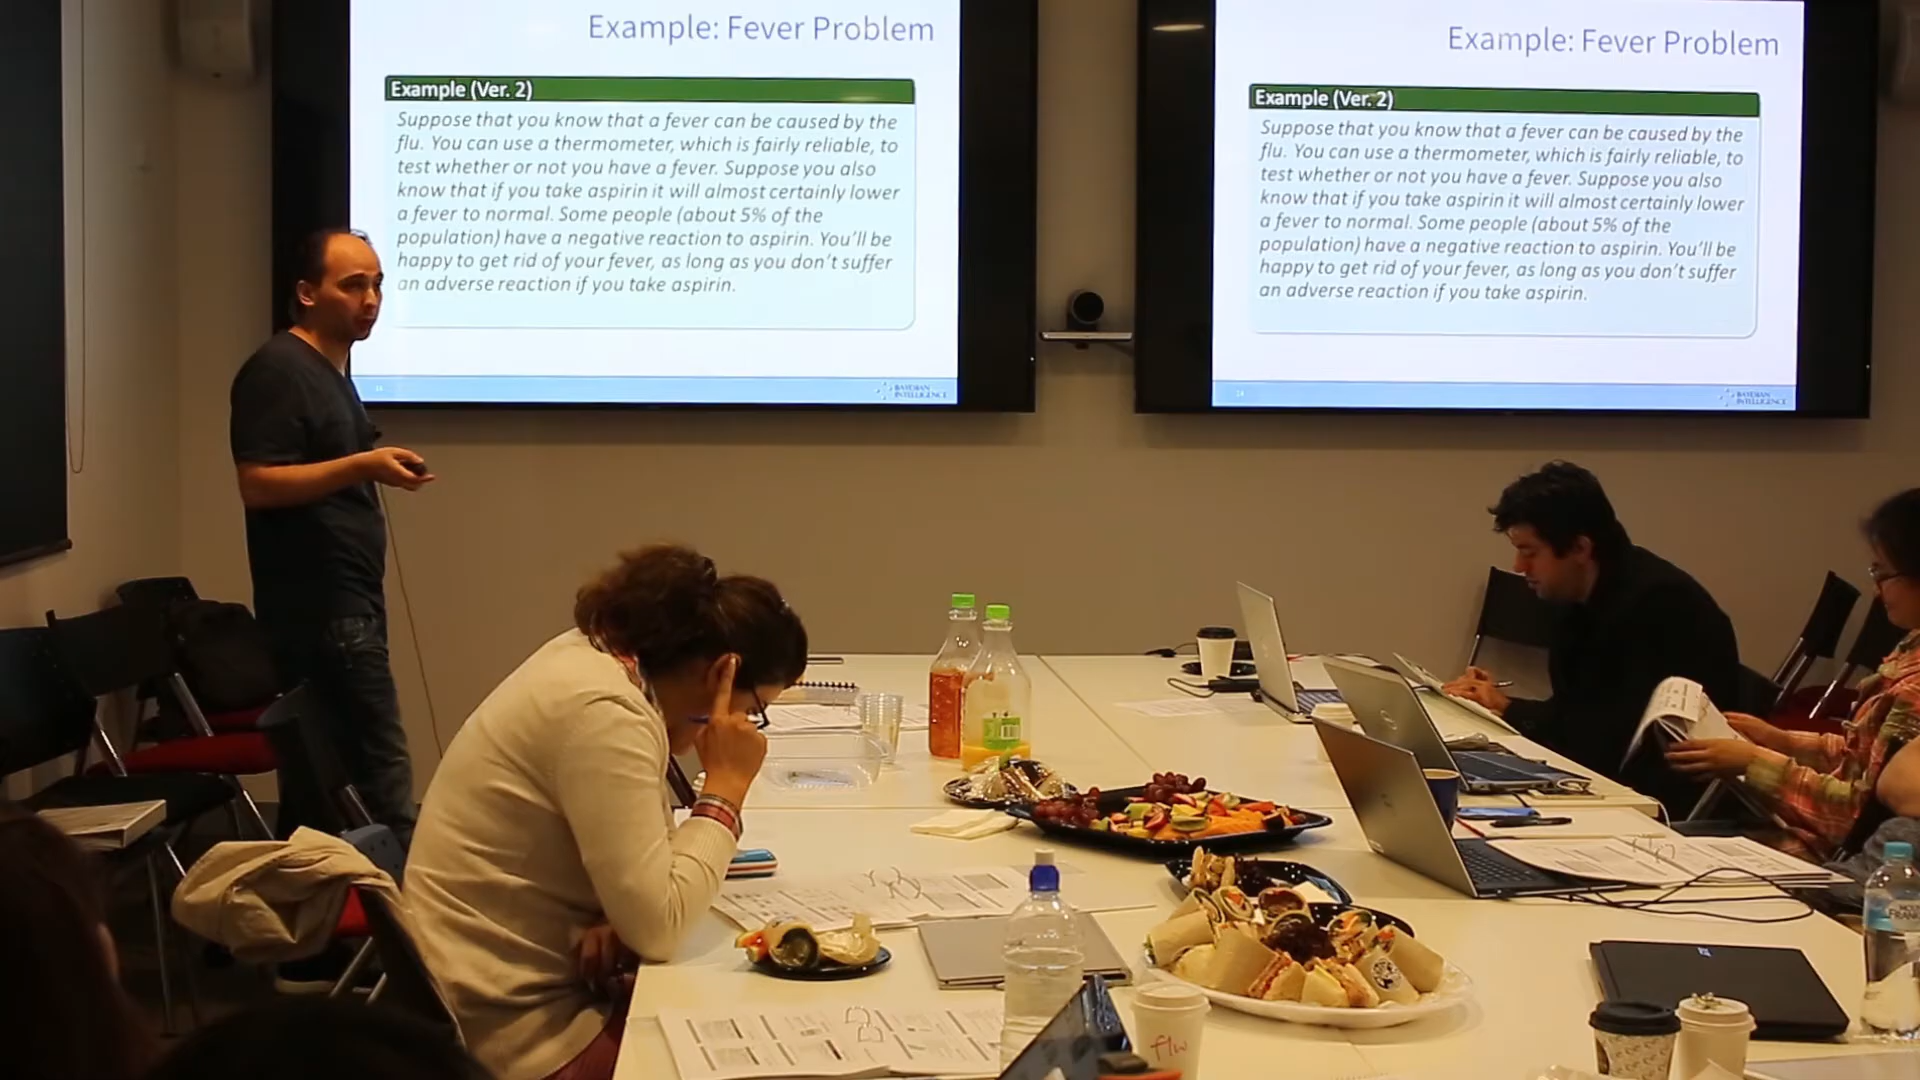 Example: Fever Problem
Example (Ver. 2)
Suppose that you know that a fever can be caused by the
flu. You can use a thermometer, which is fairly reliable, to
test whether or not you have a fever. Suppose you also
know that if you take aspirin it will almost certainly lower
a fever to normal. Some people (about 5% of the
population) have a negative reaction to aspirin. You'll be
happy to get rid of your fever, as long as you don't suffer
an adverse reaction if you take aspirin.
14
BAYESIAN
INTELLIGENCE
Example: Fever Problem
Example (Ver. 2)
Suppose that you know that a fever can be caused by the
flu. You can use a thermometer, which is fairly reliable, to
test whether or not you have a fever. Suppose you also
know that if you take aspirin it will almost certainly lower
a fever to normal. Some people (about 5% of the
population) have a negative reaction to aspirin. You'll be
happy to get rid of your fever, as long as you don't suffer
an adverse reaction if you take aspirin.
14
BAYESIAN
INTELLIGENCE